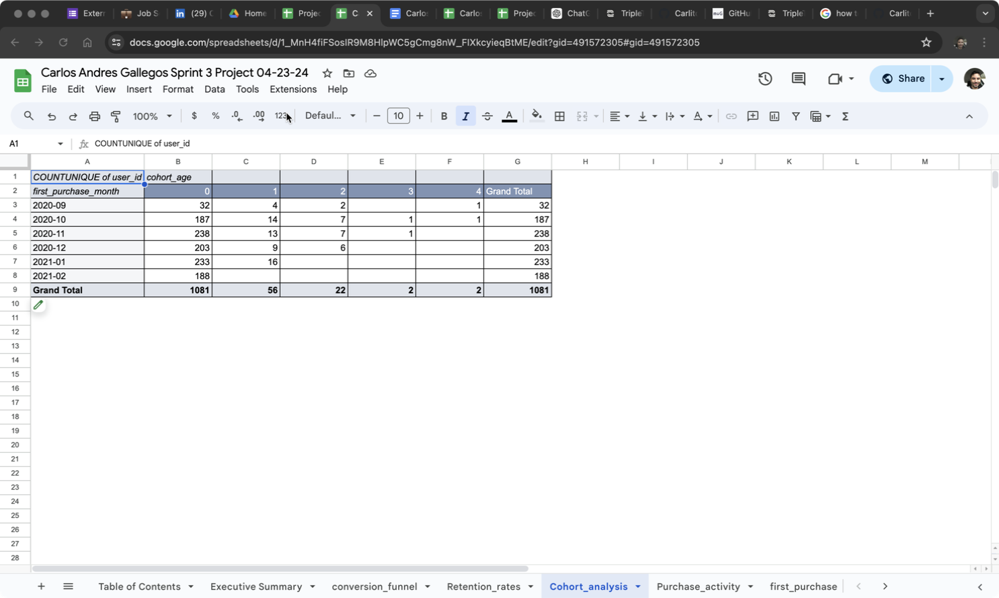 Exterr Job S (29) C Home Projec C Carlos Carlos Projec ChatG Triple Carlito GitHu Triple how t Carlit
docs.google.com/spreadsheets/d/1_MnH4fiFSosIR9M8HlpWC5gCmg8nW_FIXkcyieqBtME/edit?gid=491572305#gid=491572305
Carlos Andres Gallegos Sprint 3 Project 04-23-24
File Edit View Insert Format Data Tools Extensions Help
Share
100% $ % .0 .00 123 Defaul... 10 B I A
A1 fx COUNTUNIQUE of user_id
A B C D E F G H I J K L M
1 COUNTUNIQUE of user_id cohort_age
2 first_purchase_month 0 1 2 3 4 Grand Total
3 2020-09 32 4 2 1 32
4 2020-10 187 14 7 1 1 187
5 2020-11 238 13 7 1 238
6 2020-12 203 9 6 203
7 2021-01 233 16 233
8 2021-02 188 188
9 Grand Total 1081 56 22 2 2 1081
10
11
12
13
14
15
16
17
18
19
20
21
22
23
24
25
26
27
28
Table of Contents Executive Summary conversion_funnel Retention_rates Cohort_analysis Purchase_activity first_purchase